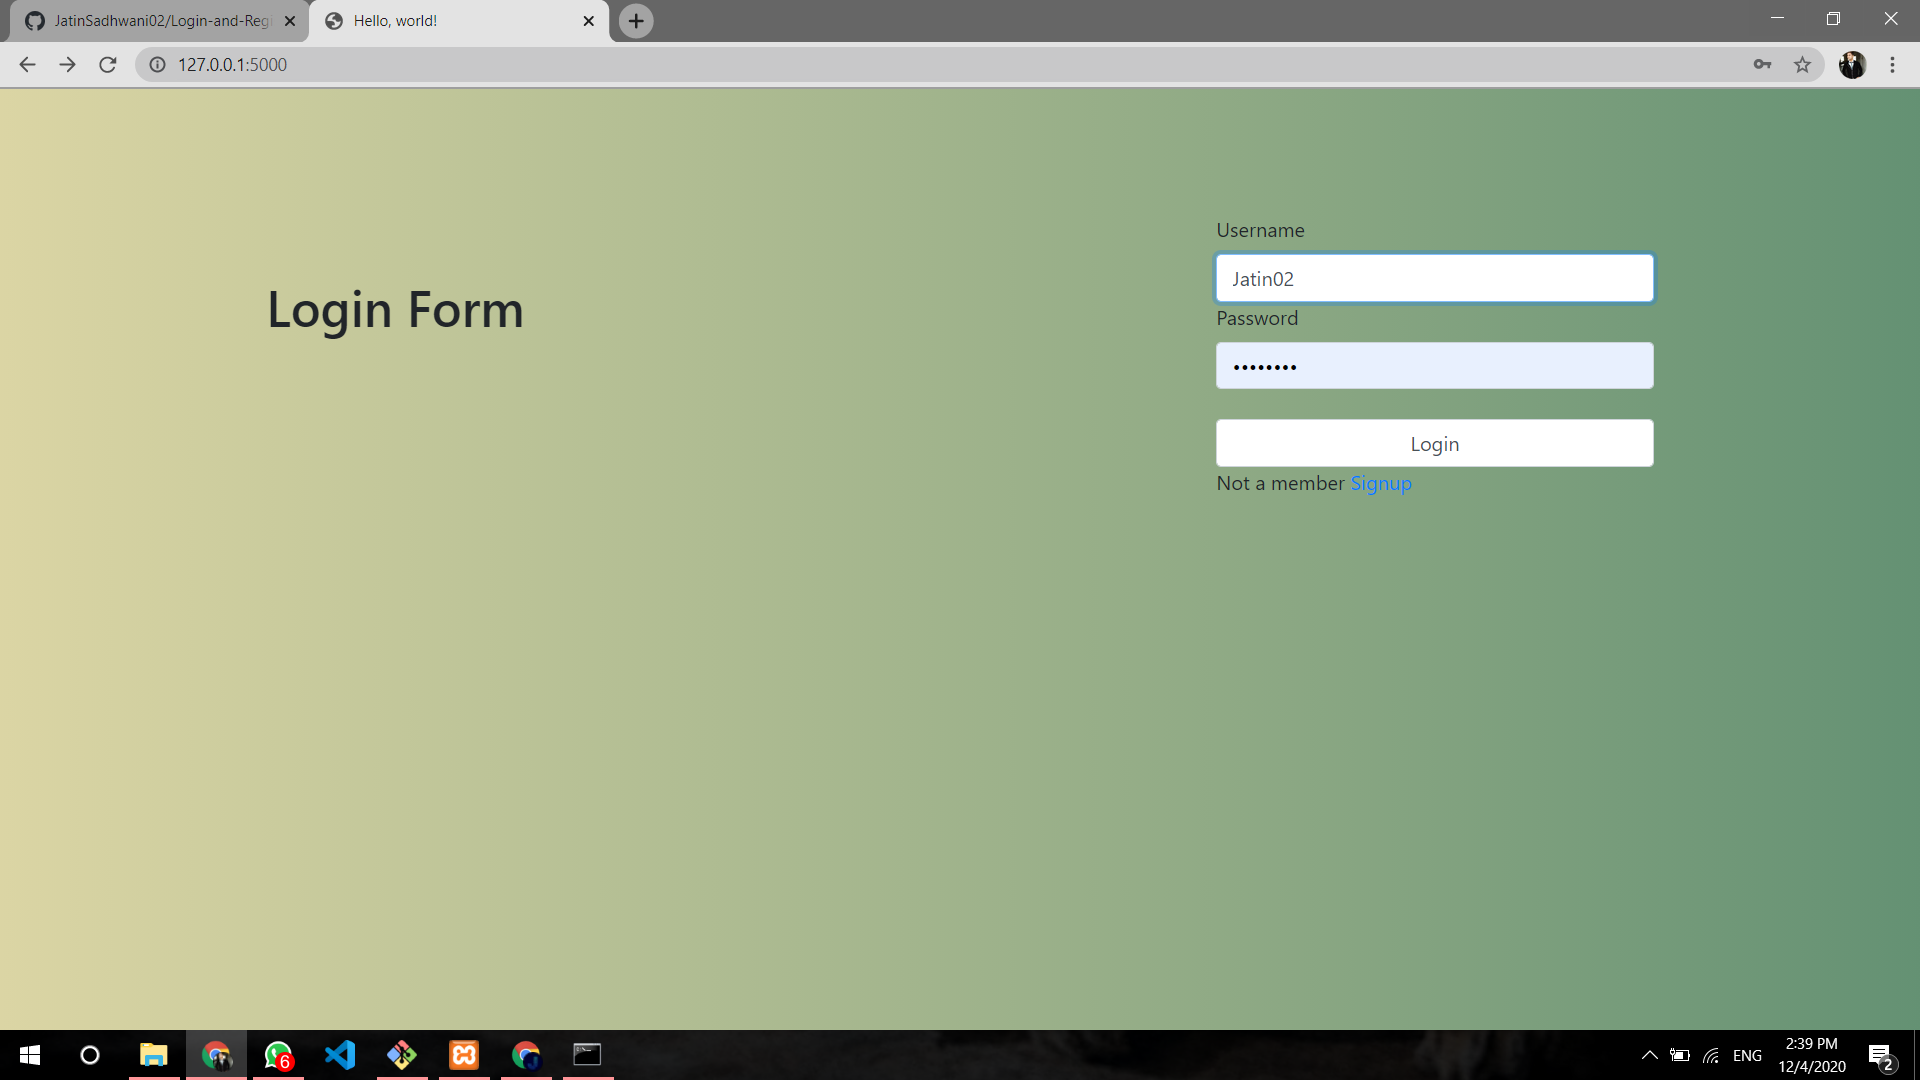 JatinSadhwani02/Login-and-Regi
Hello, world!
127.0.0.1:5000
Login Form
Username
Jatin02
Password
••••••••
Login
Not a member Signup
6
ENG
2:39 PM
12/4/2020
2